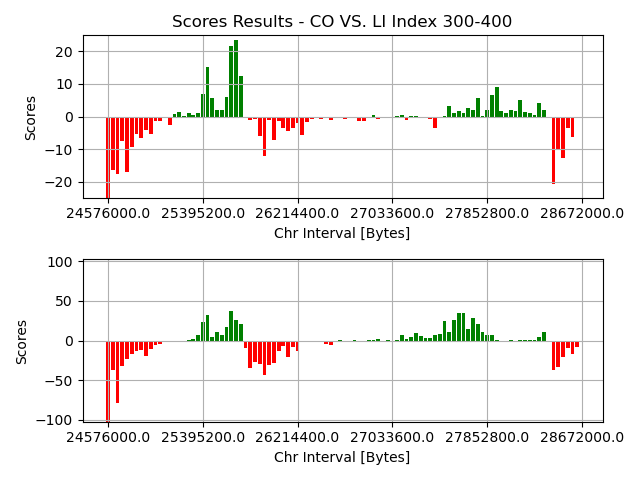 Scores Results - CO VS. LI Index 300-400
20
10
0
−10
−20
Scores
24576000.0 25395200.0 26214400.0 27033600.0 27852800.0 28672000.0
Chr Interval [Bytes]
100
50
0
−50
−100
Scores
24576000.0 25395200.0 26214400.0 27033600.0 27852800.0 28672000.0
Chr Interval [Bytes]